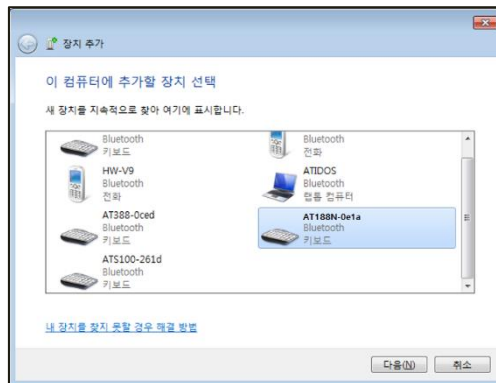 장치 추가
이 컴퓨터에 추가할 장치 선택
새 장치를 지속적으로 찾아 여기에 표시합니다.
Bluetooth
키보드
Bluetooth
전화
HW-V9
Bluetooth
전화
ATIDOS
Bluetooth
랩톱 컴퓨터
AT388-0ced
Bluetooth
키보드
AT188N-0e1a
Bluetooth
키보드
ATS100-261d
Bluetooth
키보드
내 장치를 찾지 못할 경우 해결 방법
다음(N)
취소